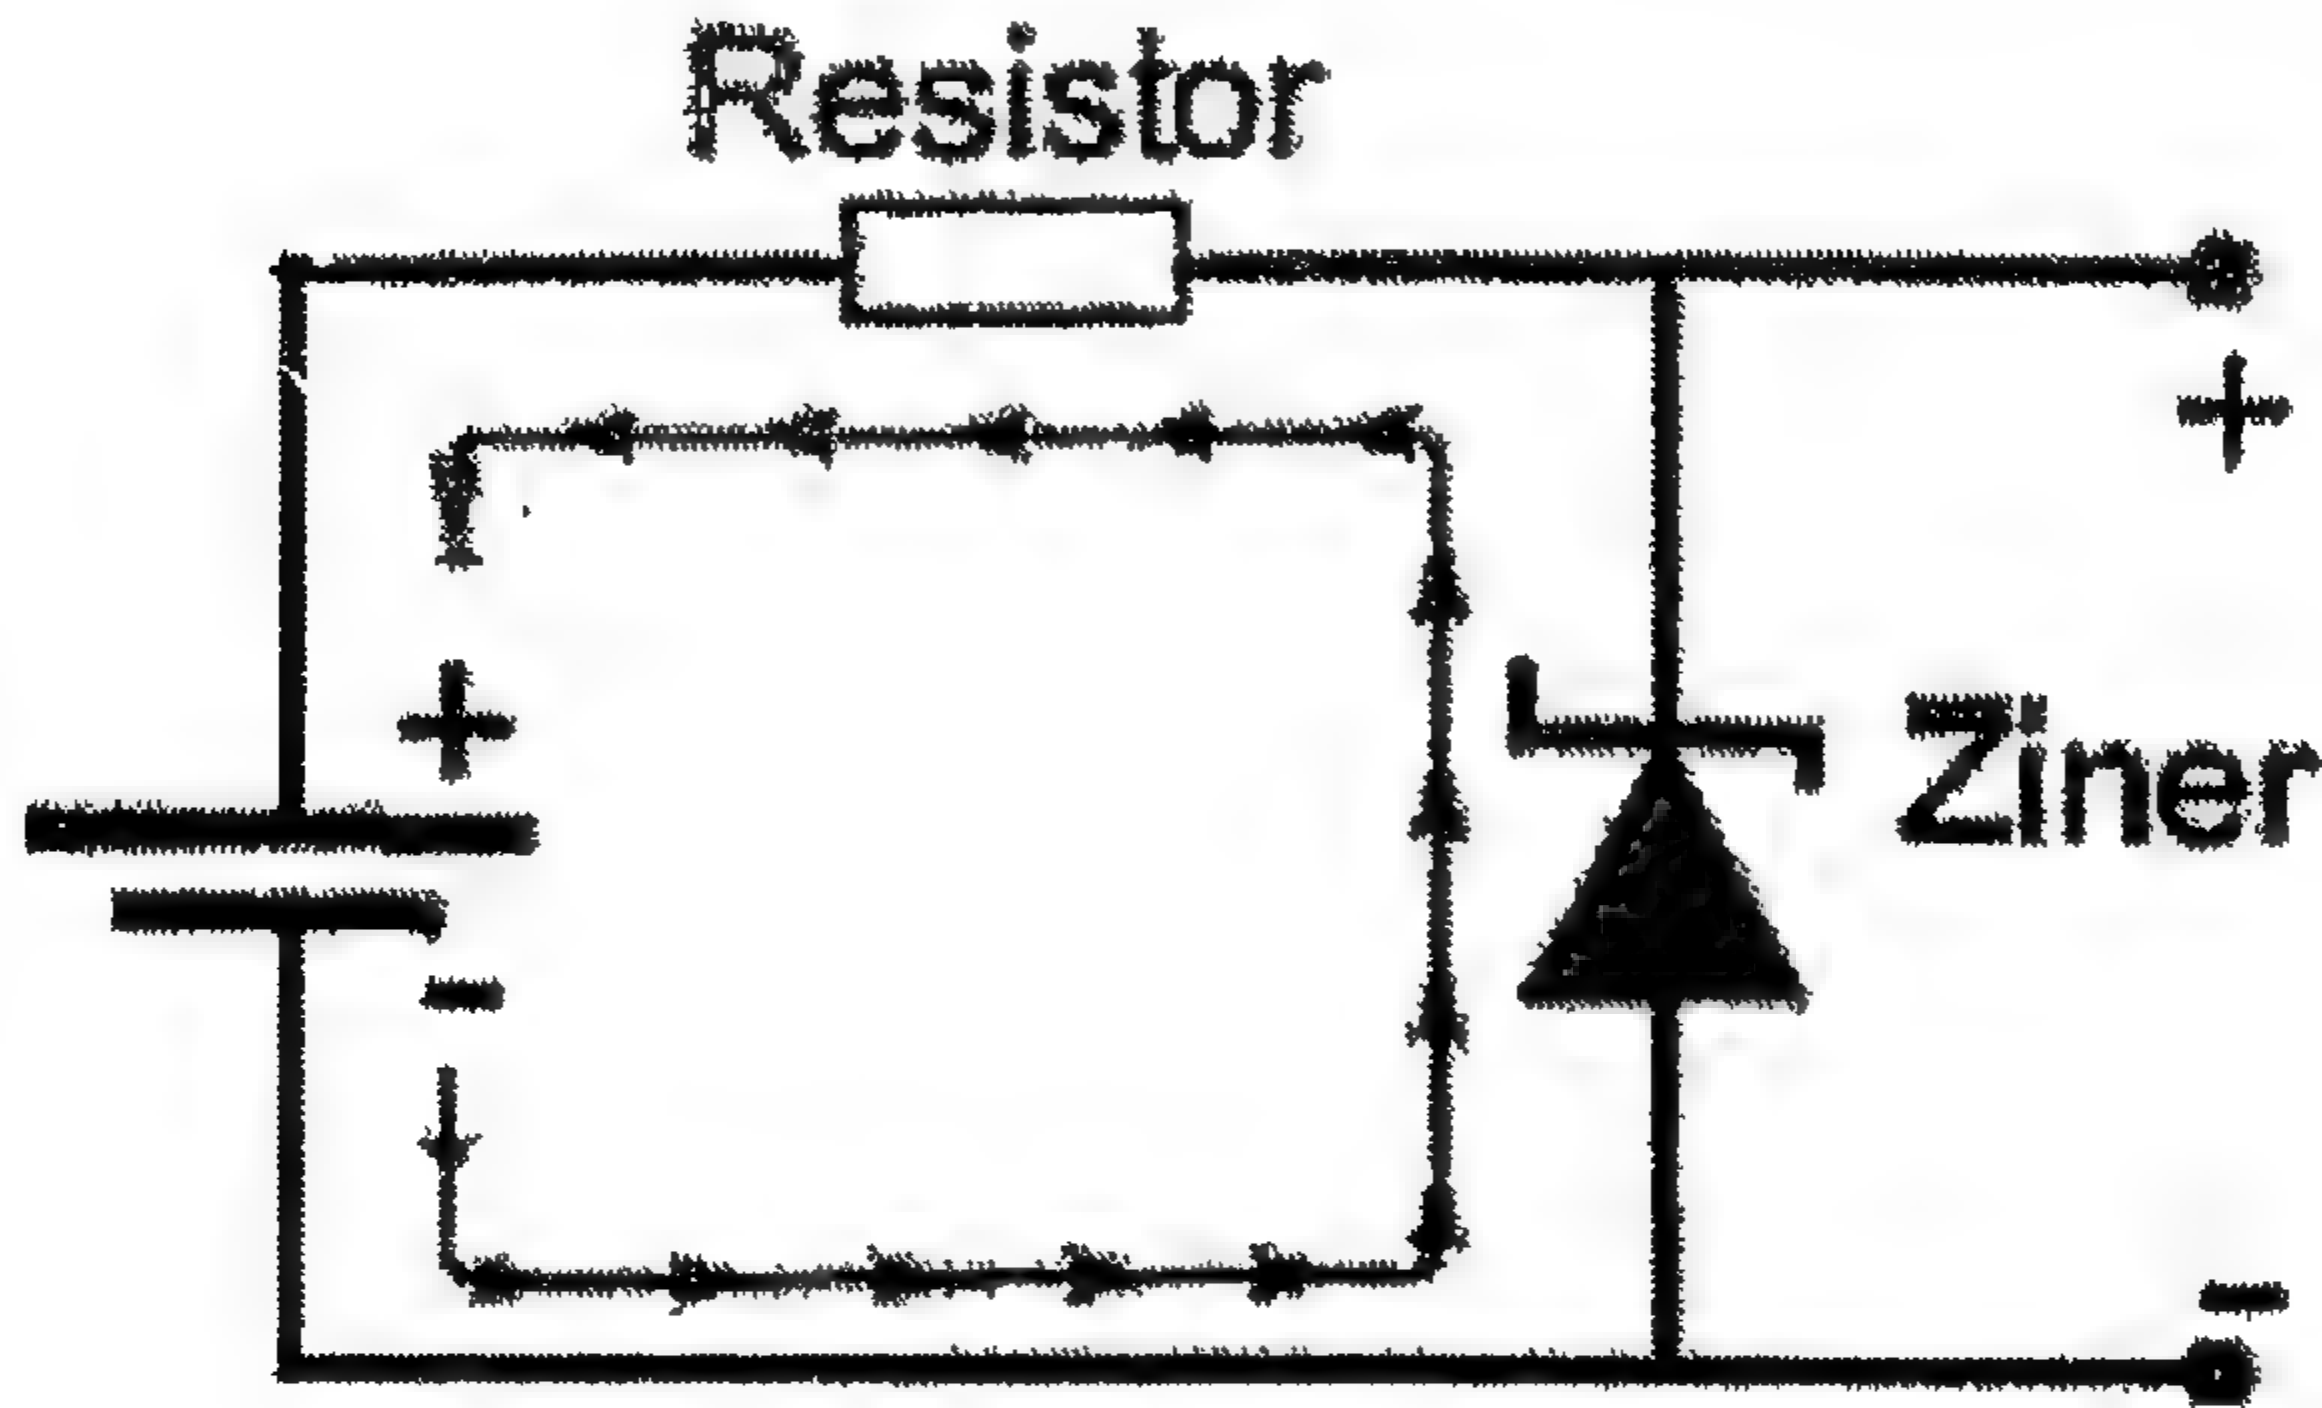 Resistor
+
+
Ziner
-
-